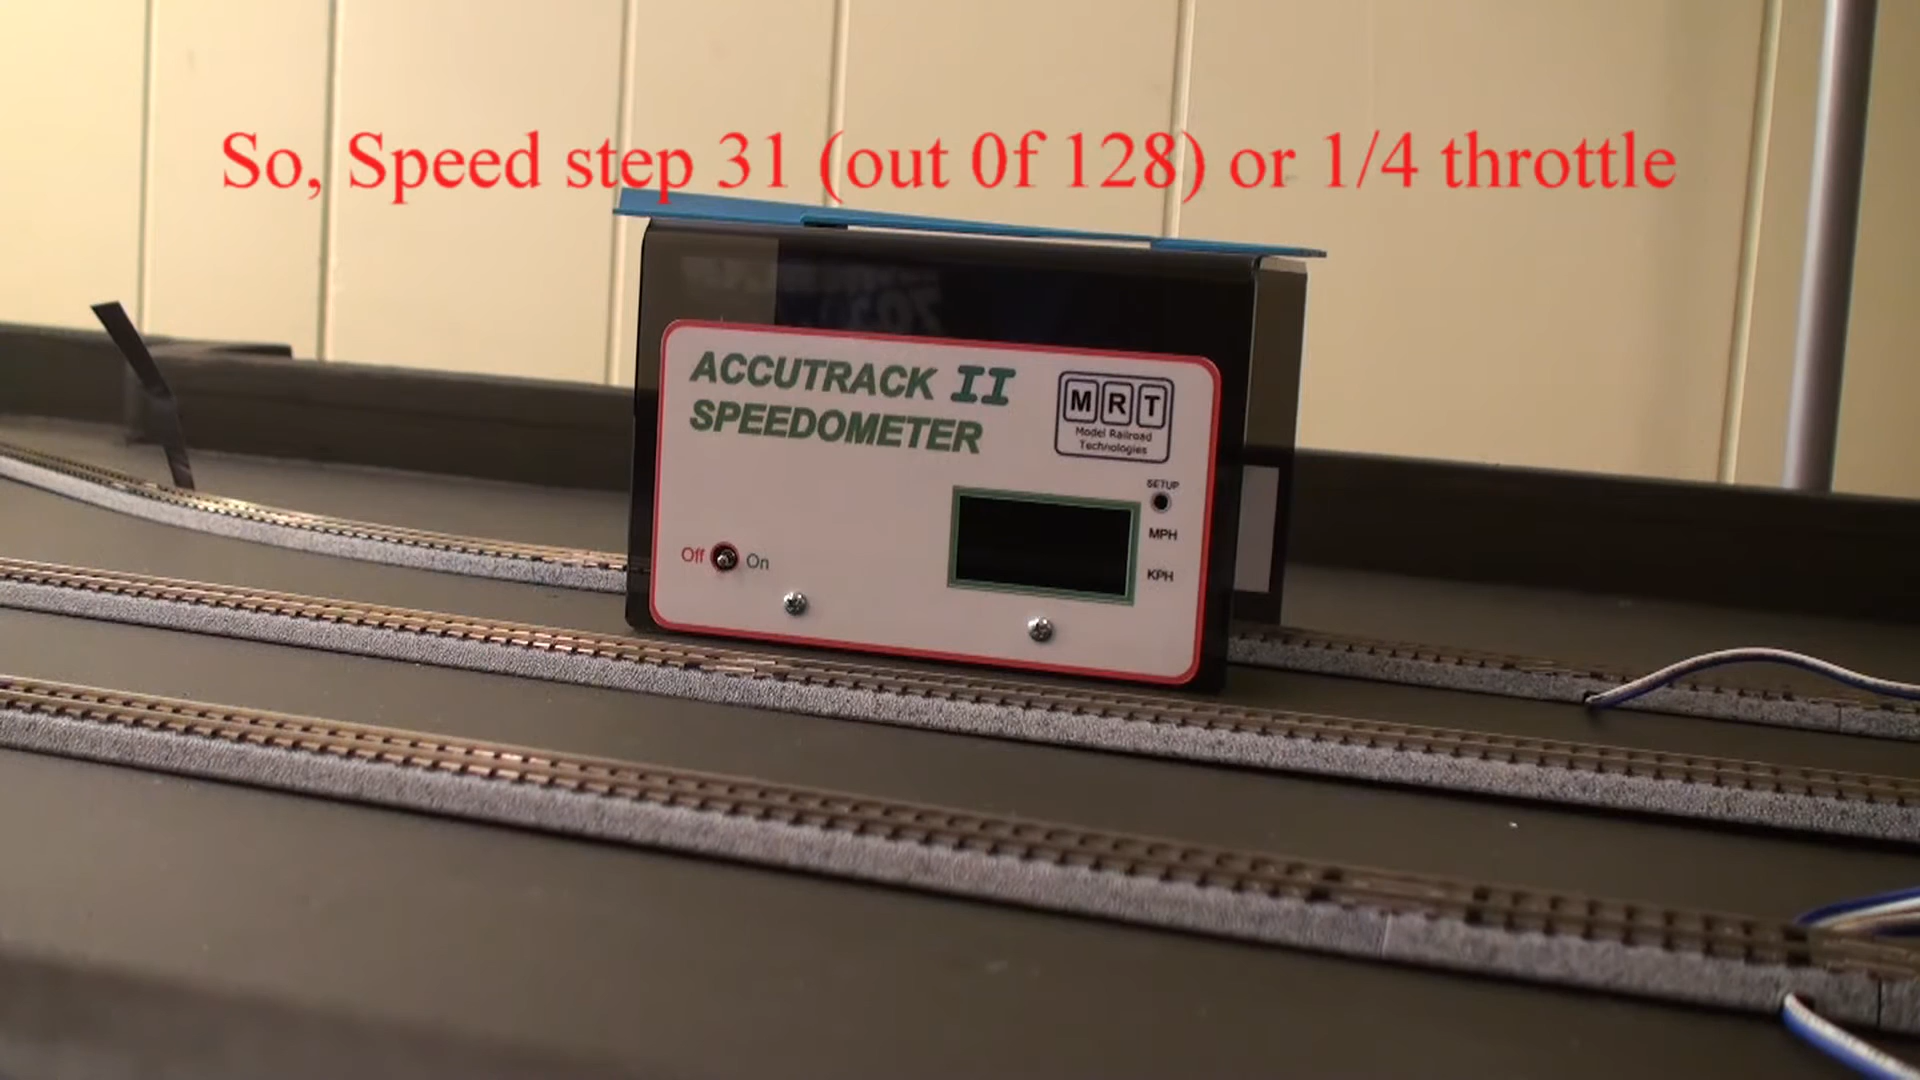 So, Speed step 31 (out 0f 128) or 1/4 throttle
ACCUTRACK II
SPEEDOMETER
MRT
Model Railroad
Technologies
SETUP
MPH
KPH
Off
On